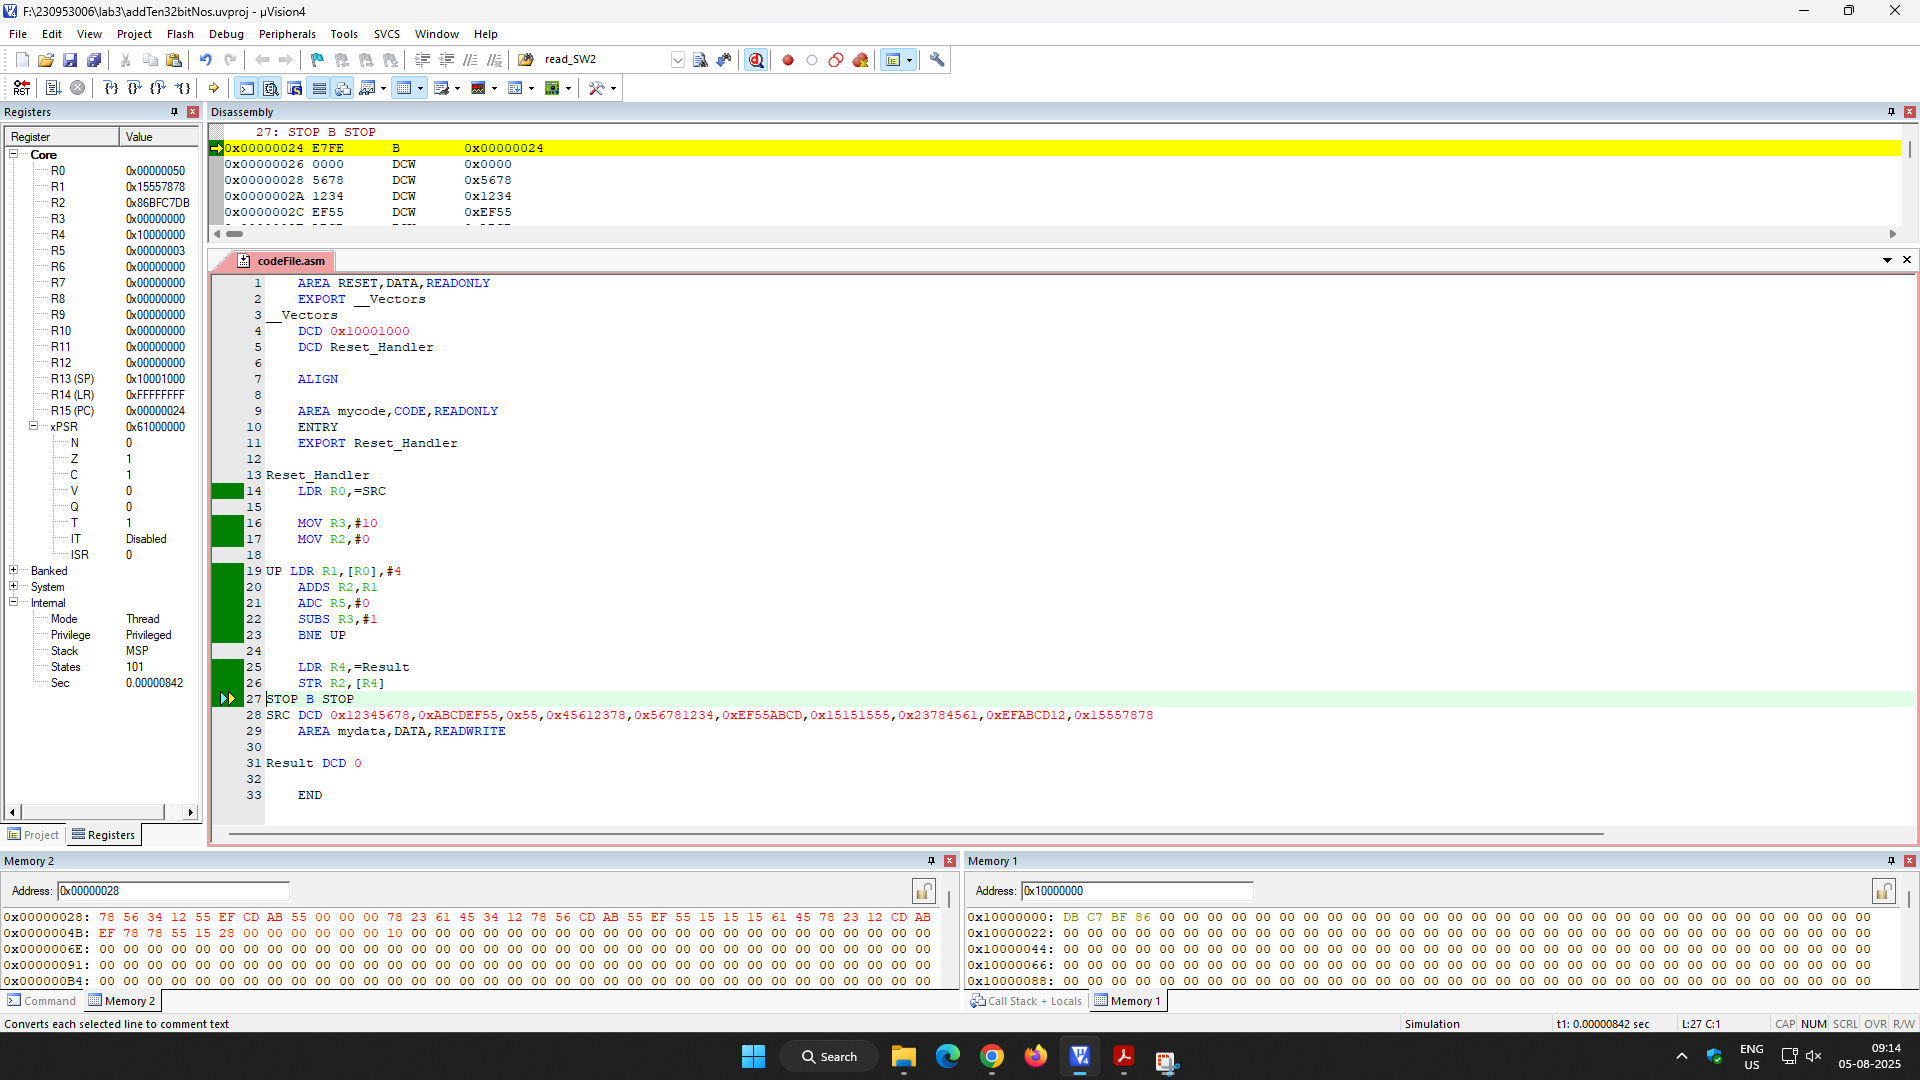 F:\230953006\lab3\addTen32bitNos.uvproj - µVision4
File Edit View Project Flash Debug Peripherals Tools SVCS Window Help
read_SW2
Registers
Register Value
Core
R0 0x00000050
R1 0x15557878
R2 0x86BFC7DB
R3 0x00000000
R4 0x10000000
R5 0x00000003
R6 0x00000000
R7 0x00000000
R8 0x00000000
R9 0x00000000
R10 0x00000000
R11 0x00000000
R12 0x00000000
R13 (SP) 0x10001000
R14 (LR) 0xFFFFFFFF
R15 (PC) 0x00000024
xPSR 0x61000000
N 0
Z 1
C 1
V 0
Q 0
T 1
IT Disabled
ISR 0
Banked
System
Internal
Mode Thread
Privilege Privileged
Stack MSP
States 101
Sec 0.00000842
Project Registers
Disassembly
27: STOP B STOP
0x00000024 E7FE B 0x00000024
0x00000026 0000 DCW 0x0000
0x00000028 5678 DCW 0x5678
0x0000002A 1234 DCW 0x1234
0x0000002C EF55 DCW 0xEF55
codeFile.asm
1 AREA RESET,DATA,READONLY
2 EXPORT __Vectors
3 __Vectors
4 DCD 0x10001000
5 DCD Reset_Handler
6
7 ALIGN
8
9 AREA mycode,CODE,READONLY
10 ENTRY
11 EXPORT Reset_Handler
12
13 Reset_Handler
14 LDR R0,=SRC
15
16 MOV R3,#10
17 MOV R2,#0
18
19 UP LDR R1,[R0],#4
20 ADDS R2,R1
21 ADC R5,#0
22 SUBS R3,#1
23 BNE UP
24
25 LDR R4,=Result
26 STR R2,[R4]
27 STOP B STOP
28 SRC DCD 0x12345678,0xABCDEF55,0x55,0x45612378,0x56781234,0xEF55ABCD,0x15151555,0x23784561,0xEFABCD12,0x15557878
29 AREA mydata,DATA,READWRITE
30
31 Result DCD 0
32
33 END
Memory 2
Address: 0x00000028
0x00000028: 78 56 34 12 55 EF CD AB 55 00 00 00 78 23 61 45 34 12 78 56 CD AB 55 EF 55 15 15 15 61 45 78 23 12 CD AB
0x0000004B: EF 78 78 55 15 28 00 00 00 00 00 00 10 00 00 00 00 00 00 00 00 00 00 00 00 00 00 00 00 00 00 00 00 00 00
0x0000006E: 00 00 00 00 00 00 00 00 00 00 00 00 00 00 00 00 00 00 00 00 00 00 00 00 00 00 00 00 00 00 00 00 00 00 00
0x00000091: 00 00 00 00 00 00 00 00 00 00 00 00 00 00 00 00 00 00 00 00 00 00 00 00 00 00 00 00 00 00 00 00 00 00 00
0x000000B4: 00 00 00 00 00 00 00 00 00 00 00 00 00 00 00 00 00 00 00 00 00 00 00 00 00 00 00 00 00 00 00 00 00 00 00
Command Memory 2
Memory 1
Address: 0x10000000
0x10000000: DB C7 BF 86 00 00 00 00 00 00 00 00 00 00 00 00 00 00 00 00 00 00 00 00 00 00 00 00 00 00 00 00 00 00
0x10000022: 00 00 00 00 00 00 00 00 00 00 00 00 00 00 00 00 00 00 00 00 00 00 00 00 00 00 00 00 00 00 00 00 00 00
0x10000044: 00 00 00 00 00 00 00 00 00 00 00 00 00 00 00 00 00 00 00 00 00 00 00 00 00 00 00 00 00 00 00 00 00 00
0x10000066: 00 00 00 00 00 00 00 00 00 00 00 00 00 00 00 00 00 00 00 00 00 00 00 00 00 00 00 00 00 00 00 00 00 00
0x10000088: 00 00 00 00 00 00 00 00 00 00 00 00 00 00 00 00 00 00 00 00 00 00 00 00 00 00 00 00 00 00 00 00 00 00
Call Stack + Locals Memory 1
Converts each selected line to comment text Simulation t1: 0.00000842 sec L:27 C:1 CAP NUM SCRL OVR R/W
Search
ENG
US
09:14
05-08-2025